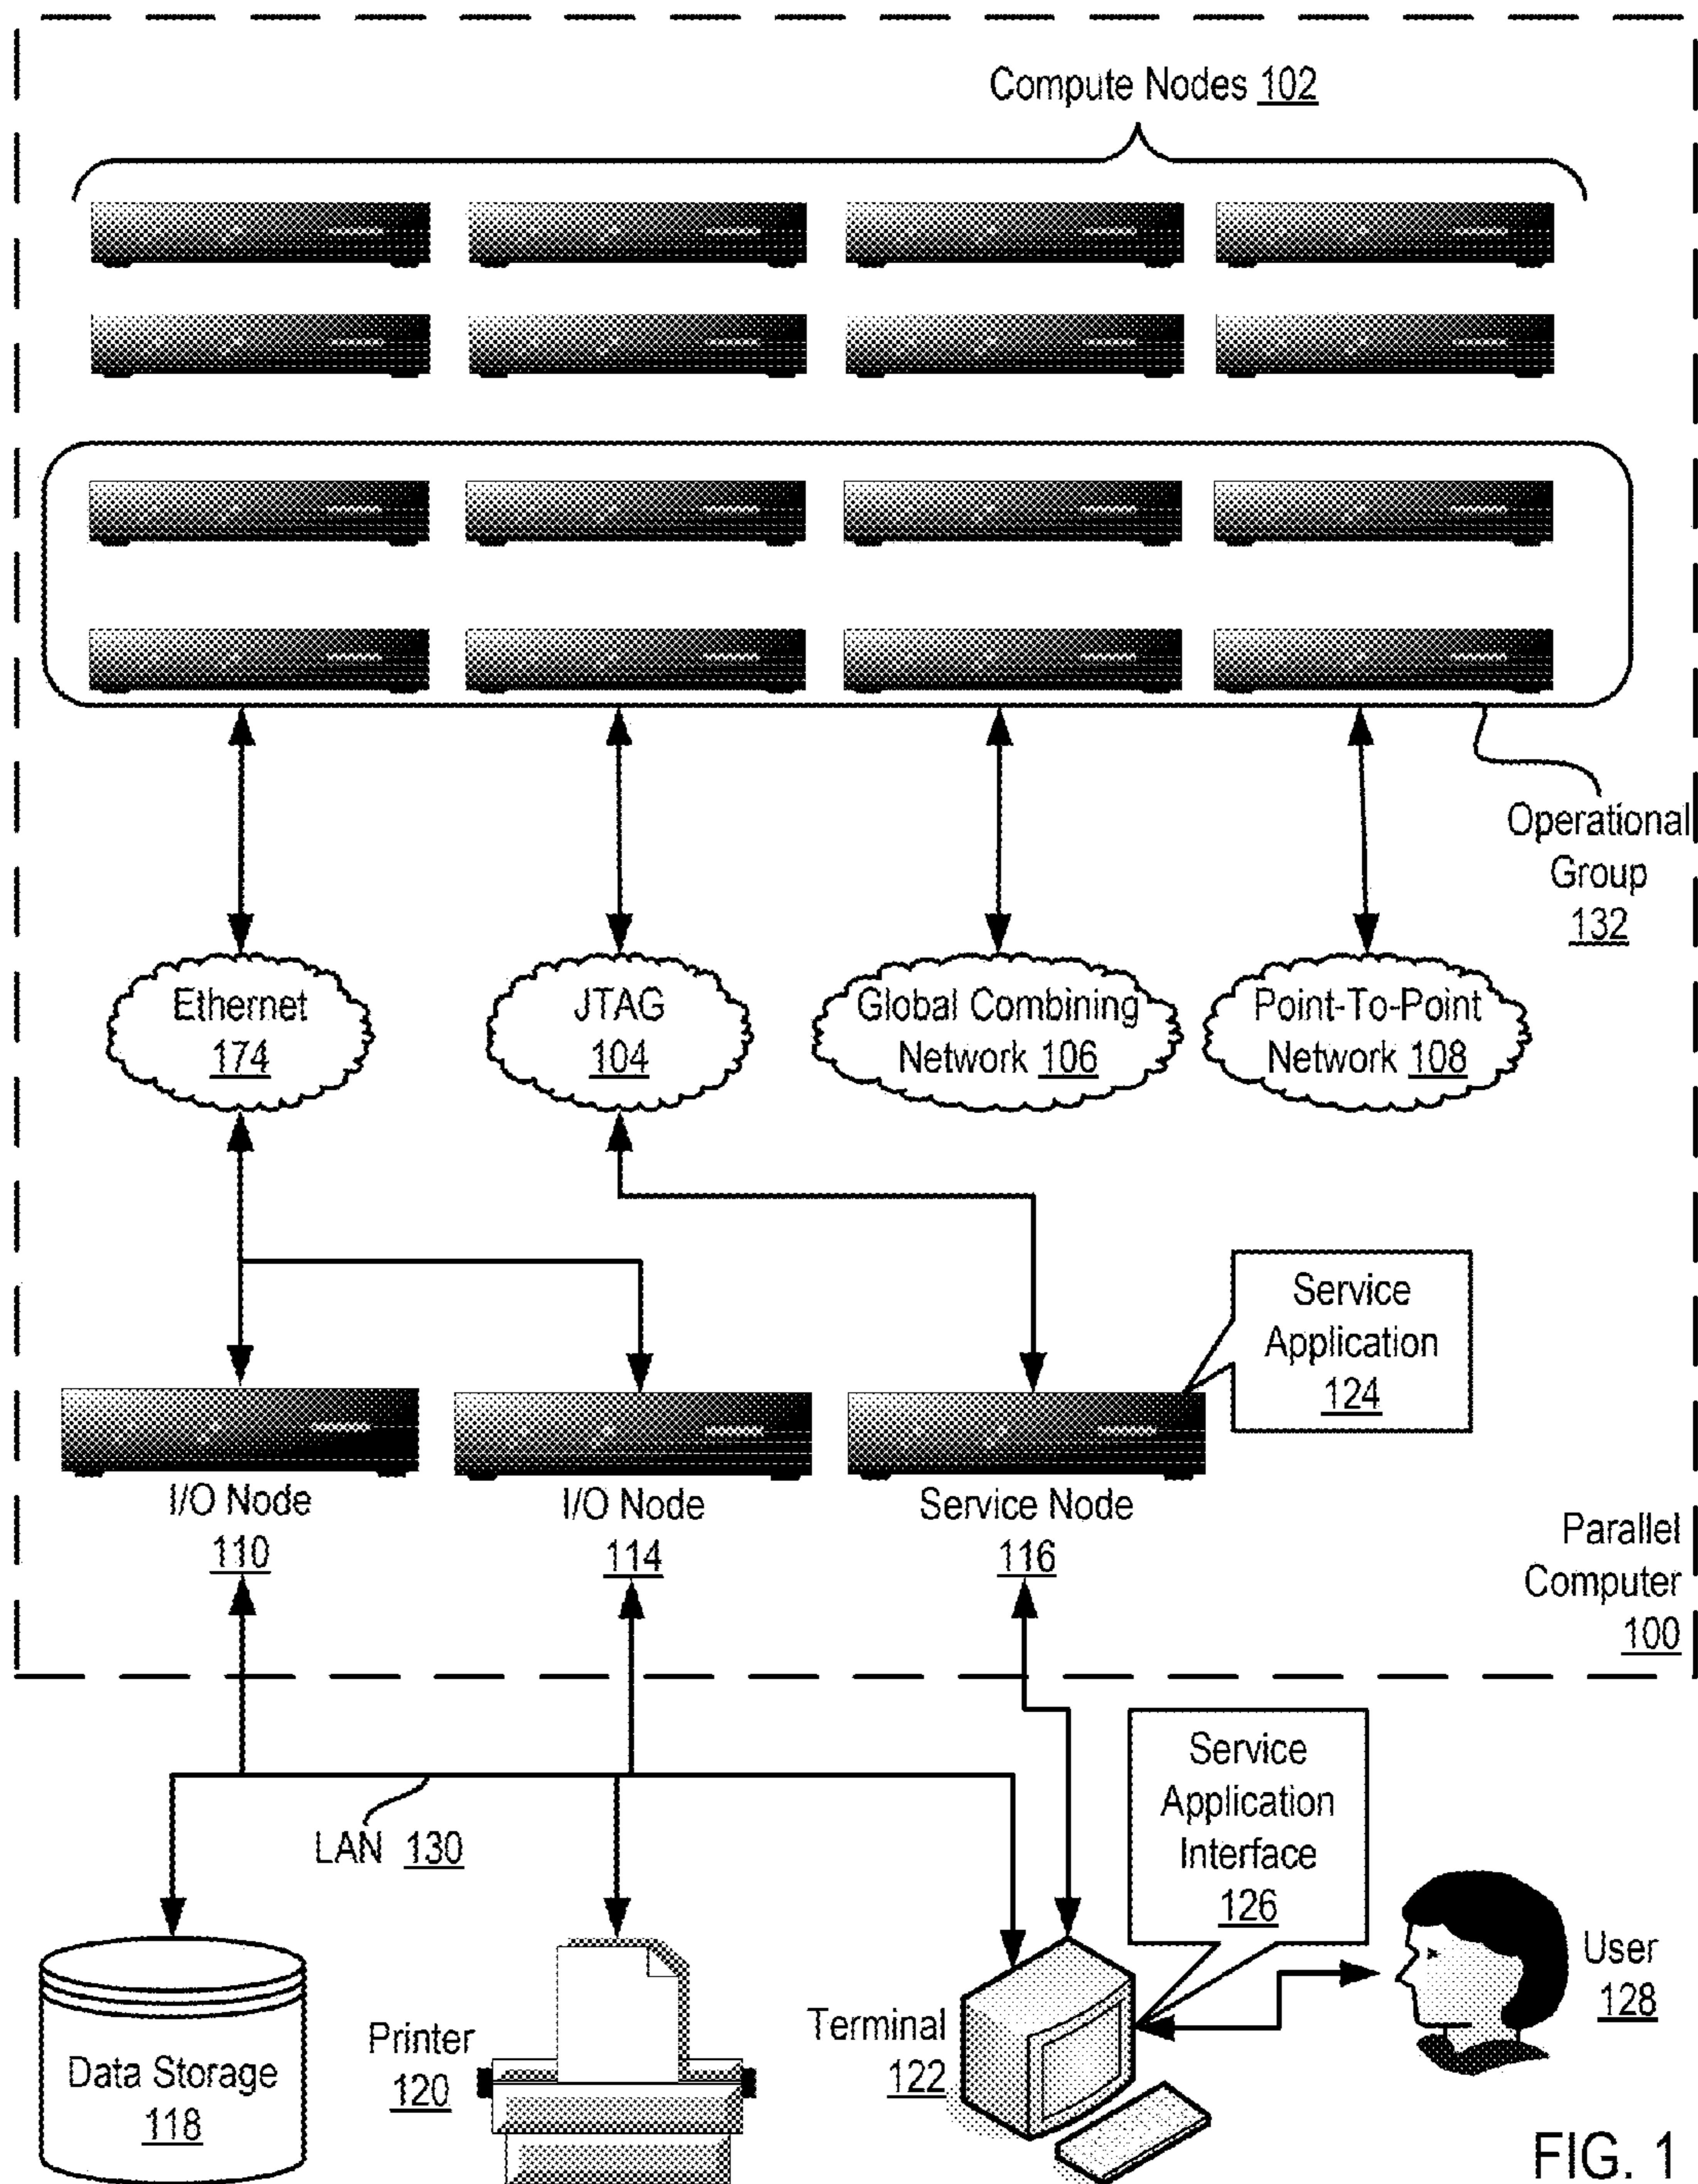 Compute Nodes 102
Operational
Group
132
Ethernet
174
JTAG
104
Global Combining
Network 106
Point-To-Point
Network 108
Service
Application
124
I/O Node
110
I/O Node
114
Service Node
116
Parallel
Computer
100
LAN 130
Service
Application
Interface
126
Data Storage
118
Printer
120
Terminal
122
User
128
FIG. 1